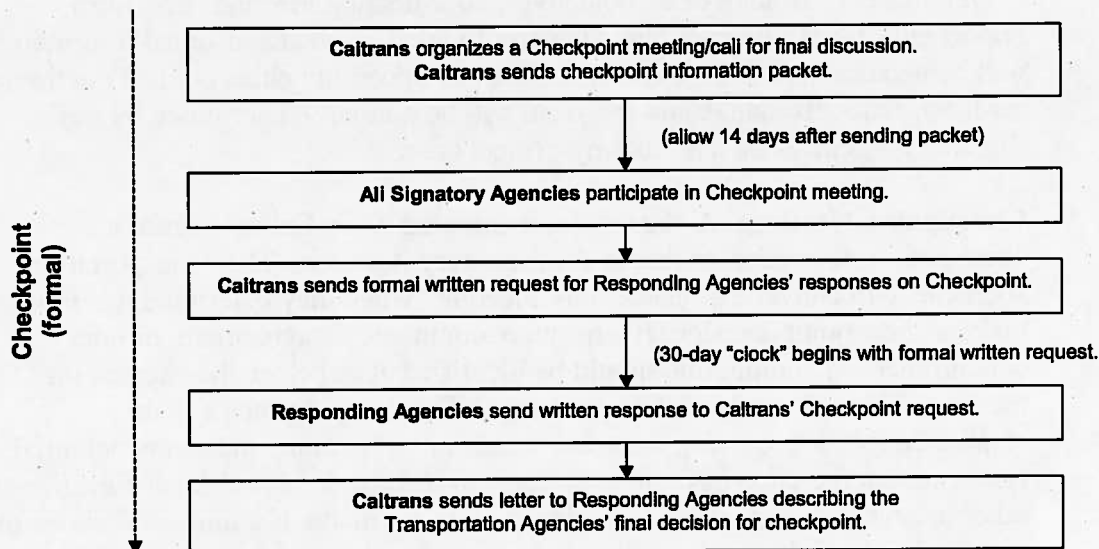 Caltrans organizes a Checkpoint meeting/call for final discussion.
Caltrans sends checkpoint information packet.
(allow 14 days after sending packet)
All Signatory Agencies participate in Checkpoint meeting.
Checkpoint
(formal)
Caltrans sends formal written request for Responding Agencies' responses on Checkpoint.
(30-day "clock" begins with formal written request.
Responding Agencies send written response to Caltrans' Checkpoint request.
Caltrans sends letter to Responding Agencies describing the
Transportation Agencies' final decision for checkpoint.